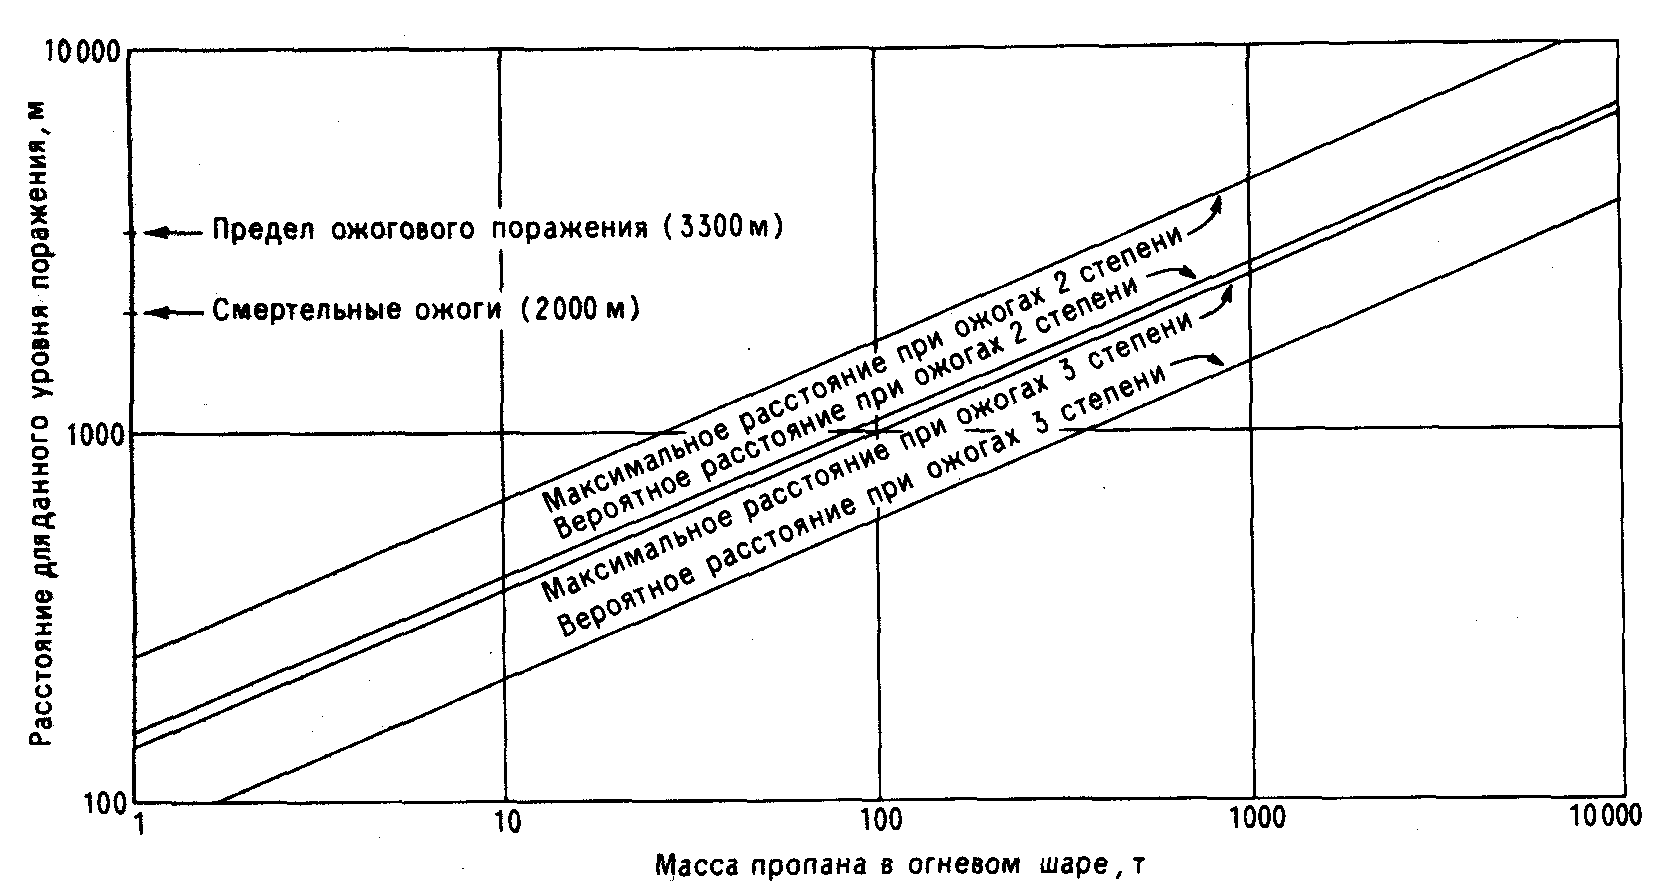 10 000
1000
100
Расстояние для данного уровня поражения, м
Предел ожогового поражения (3300 м)
Смертельные ожоги (2000 м)
Максимальное расстояние при ожогах 2 степени
Вероятное расстояние при ожогах 2 степени
Максимальное расстояние при ожогах 3 степени
Вероятное расстояние при ожогах 3 степени
1 10 100 1000 10 000
Масса пропана в огневом шаре, т